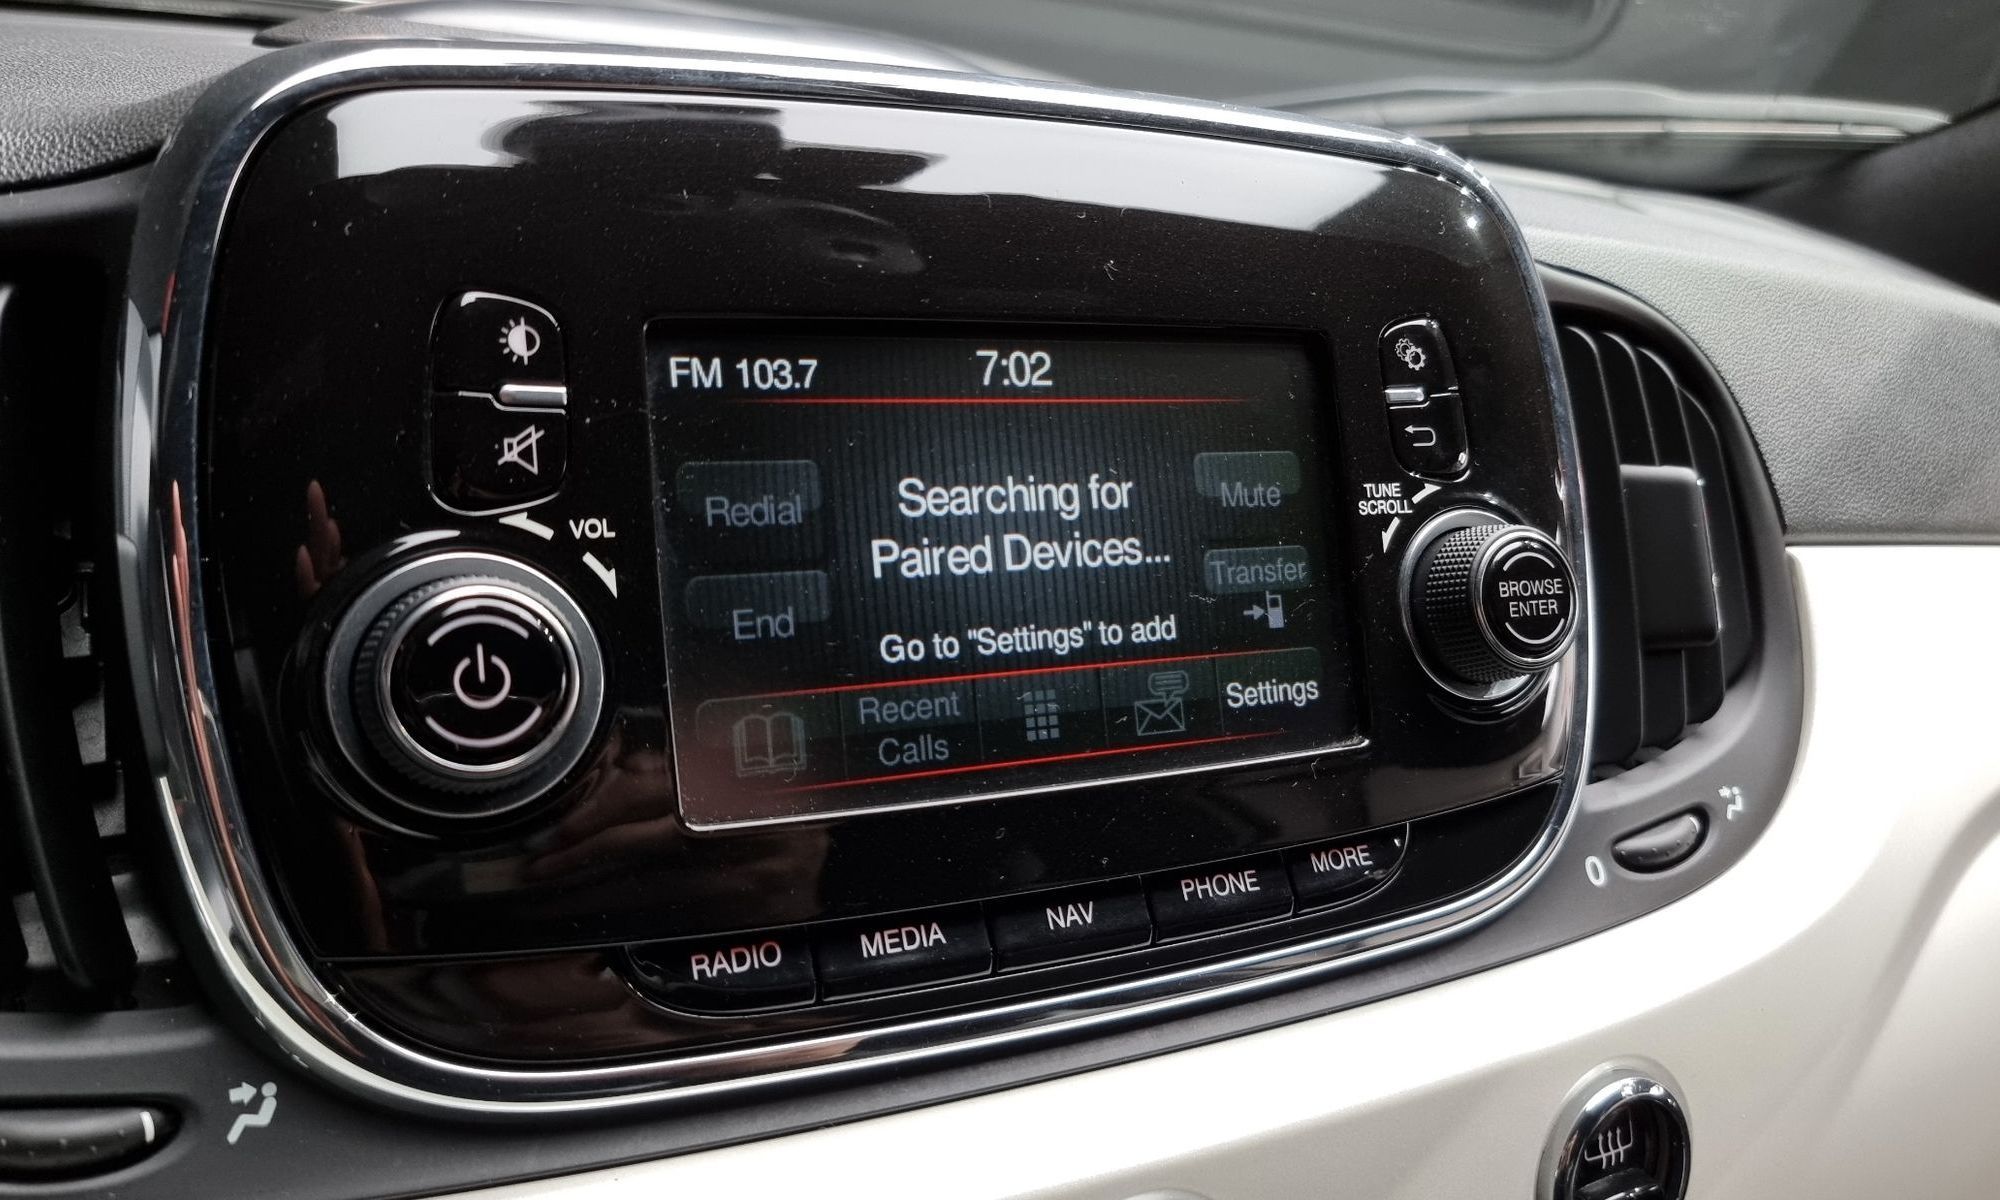 FM 103.7
7:02
Redial
Searching for
Paired Devices...
Mute
End
Transfer
Go to "Settings" to add
Recent
Calls
Settings
VOL
TUNE
SCROLL
BROWSE
ENTER
RADIO
MEDIA
NAV
PHONE
MORE
0